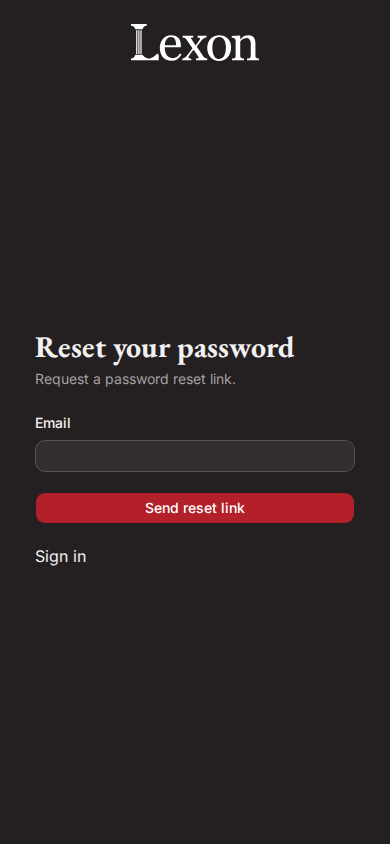 Lexon
Reset your password
Request a password reset link.
Email
Send reset link
Sign in